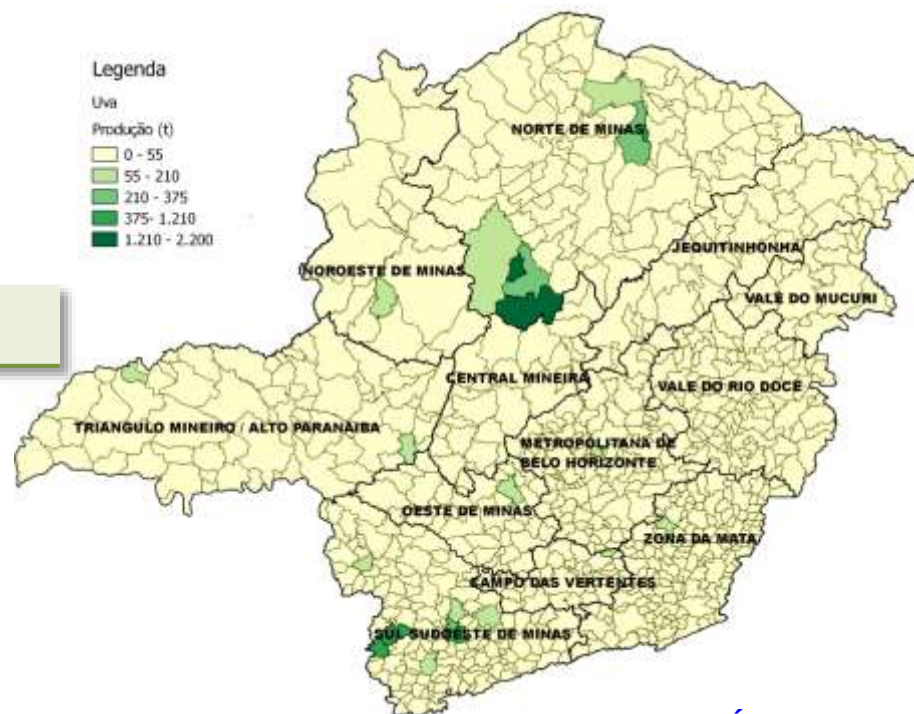 Legenda
Uva
Produção (t)
0 - 55
55 - 210
210 - 375
375- 1.210
1.210 - 2.200
NORTE DE MINAS
JEQUITINHONHA
NOROESTE DE MINAS
VALE DO MUCURI
CENTRAL MINEIRA
VALE DO RIO DOCE
TRIANGULO MINEIRO / ALTO PARANAIBA
METROPOLITANA DE
BELO HORIZONTE
OESTE DE MINAS
ZONA DA MATA
CAMPO DAS VERTENTES
SUL SUDOESTE DE MINAS